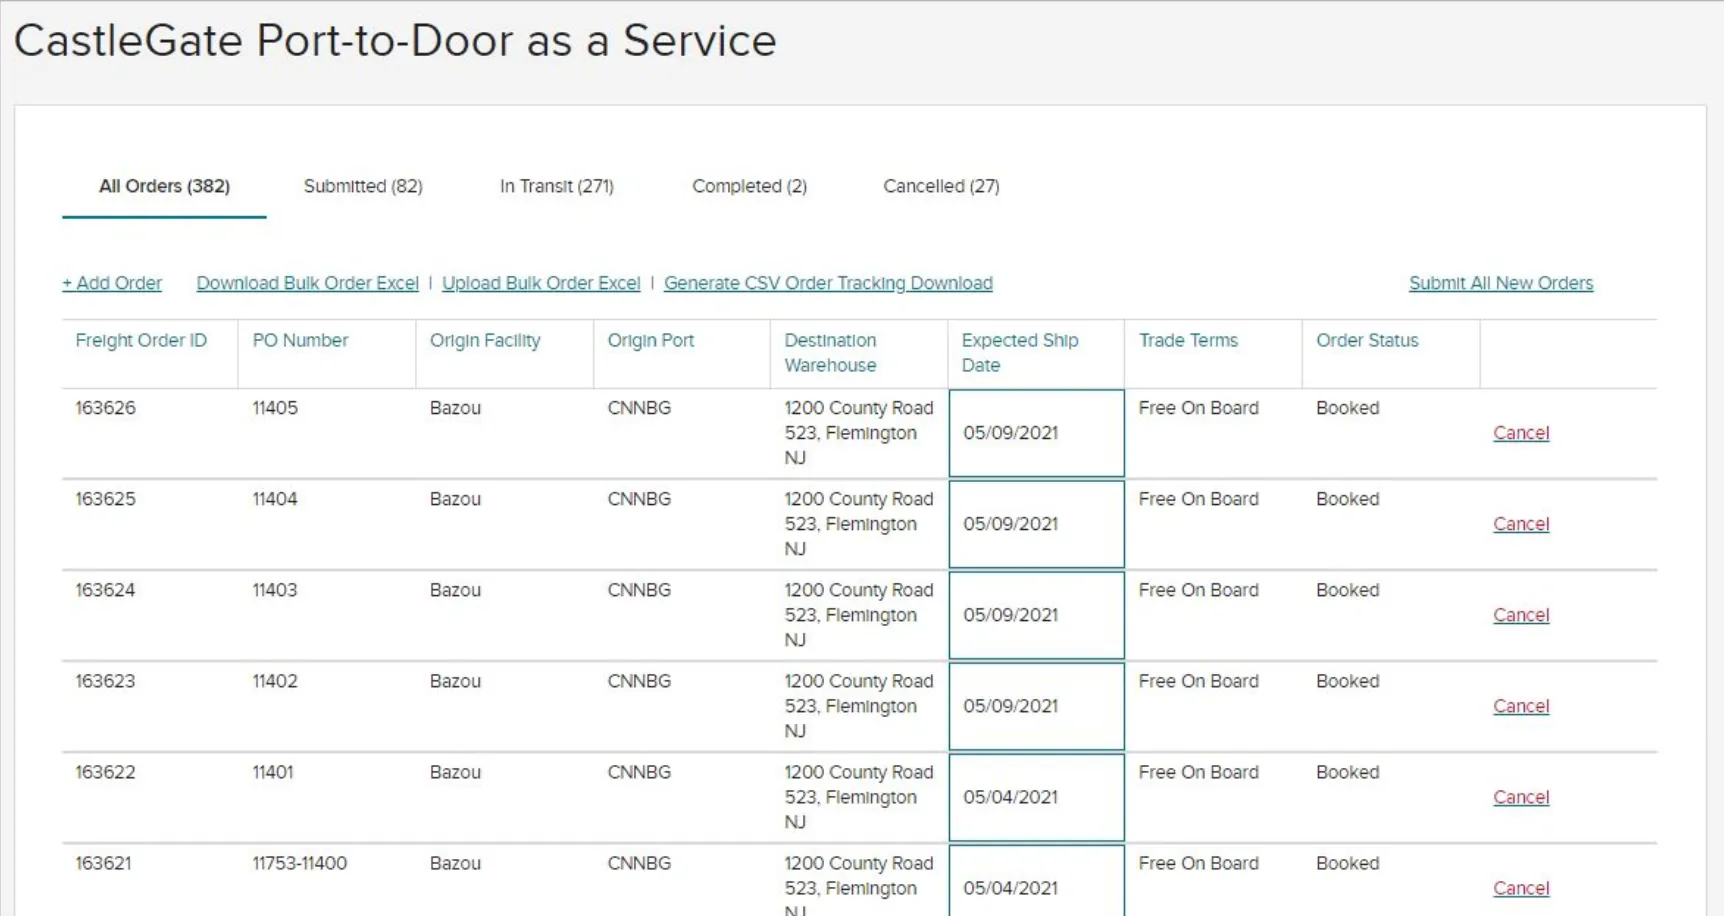 CastleGate Port-to-Door as a Service
All Orders (382) Submitted (82) In Transit (271) Completed (2) Cancelled (27)
+ Add Order Download Bulk Order Excel | Upload Bulk Order Excel | Generate CSV Order Tracking Download Submit All New Orders
Freight Order ID PO Number Origin Facility Origin Port Destination Expected Ship Trade Terms Order Status
Warehouse Date
163626 11405 Bazou CNNBG 1200 County Road Free On Board Booked
523, Flemington 05/09/2021 Cancel
NJ
163625 11404 Bazou CNNBG 1200 County Road Free On Board Booked
523, Flemington 05/09/2021 Cancel
NJ
163624 11403 Bazou CNNBG 1200 County Road Free On Board Booked
523, Flemington 05/09/2021 Cancel
NJ
163623 11402 Bazou CNNBG 1200 County Road Free On Board Booked
523, Flemington 05/09/2021 Cancel
NJ
163622 11401 Bazou CNNBG 1200 County Road Free On Board Booked
523, Flemington 05/04/2021 Cancel
NJ
163621 11753-11400 Bazou CNNBG 1200 County Road Free On Board Booked
523, Flemington 05/04/2021 Cancel
NJ